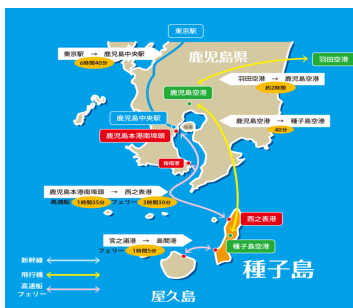 東京駅
東京駅 → 鹿児島中央駅
6時間40分
鹿児島県
羽田空港
羽田空港 → 鹿児島空港
約2時間
鹿児島空港
鹿児島空港 → 種子島空港
40分
鹿児島中央駅
鹿児島本港南埠頭
桜島
指宿港
鹿児島本港南埠頭 → 西之表港
高速船 1時間35分 フェリー 3時間30分
西之表港
宮之浦港 → 島間港
フェリー 1時間5分
種子島空港
種子島
屋久島
新幹線
飛行機
高速船
フェリー